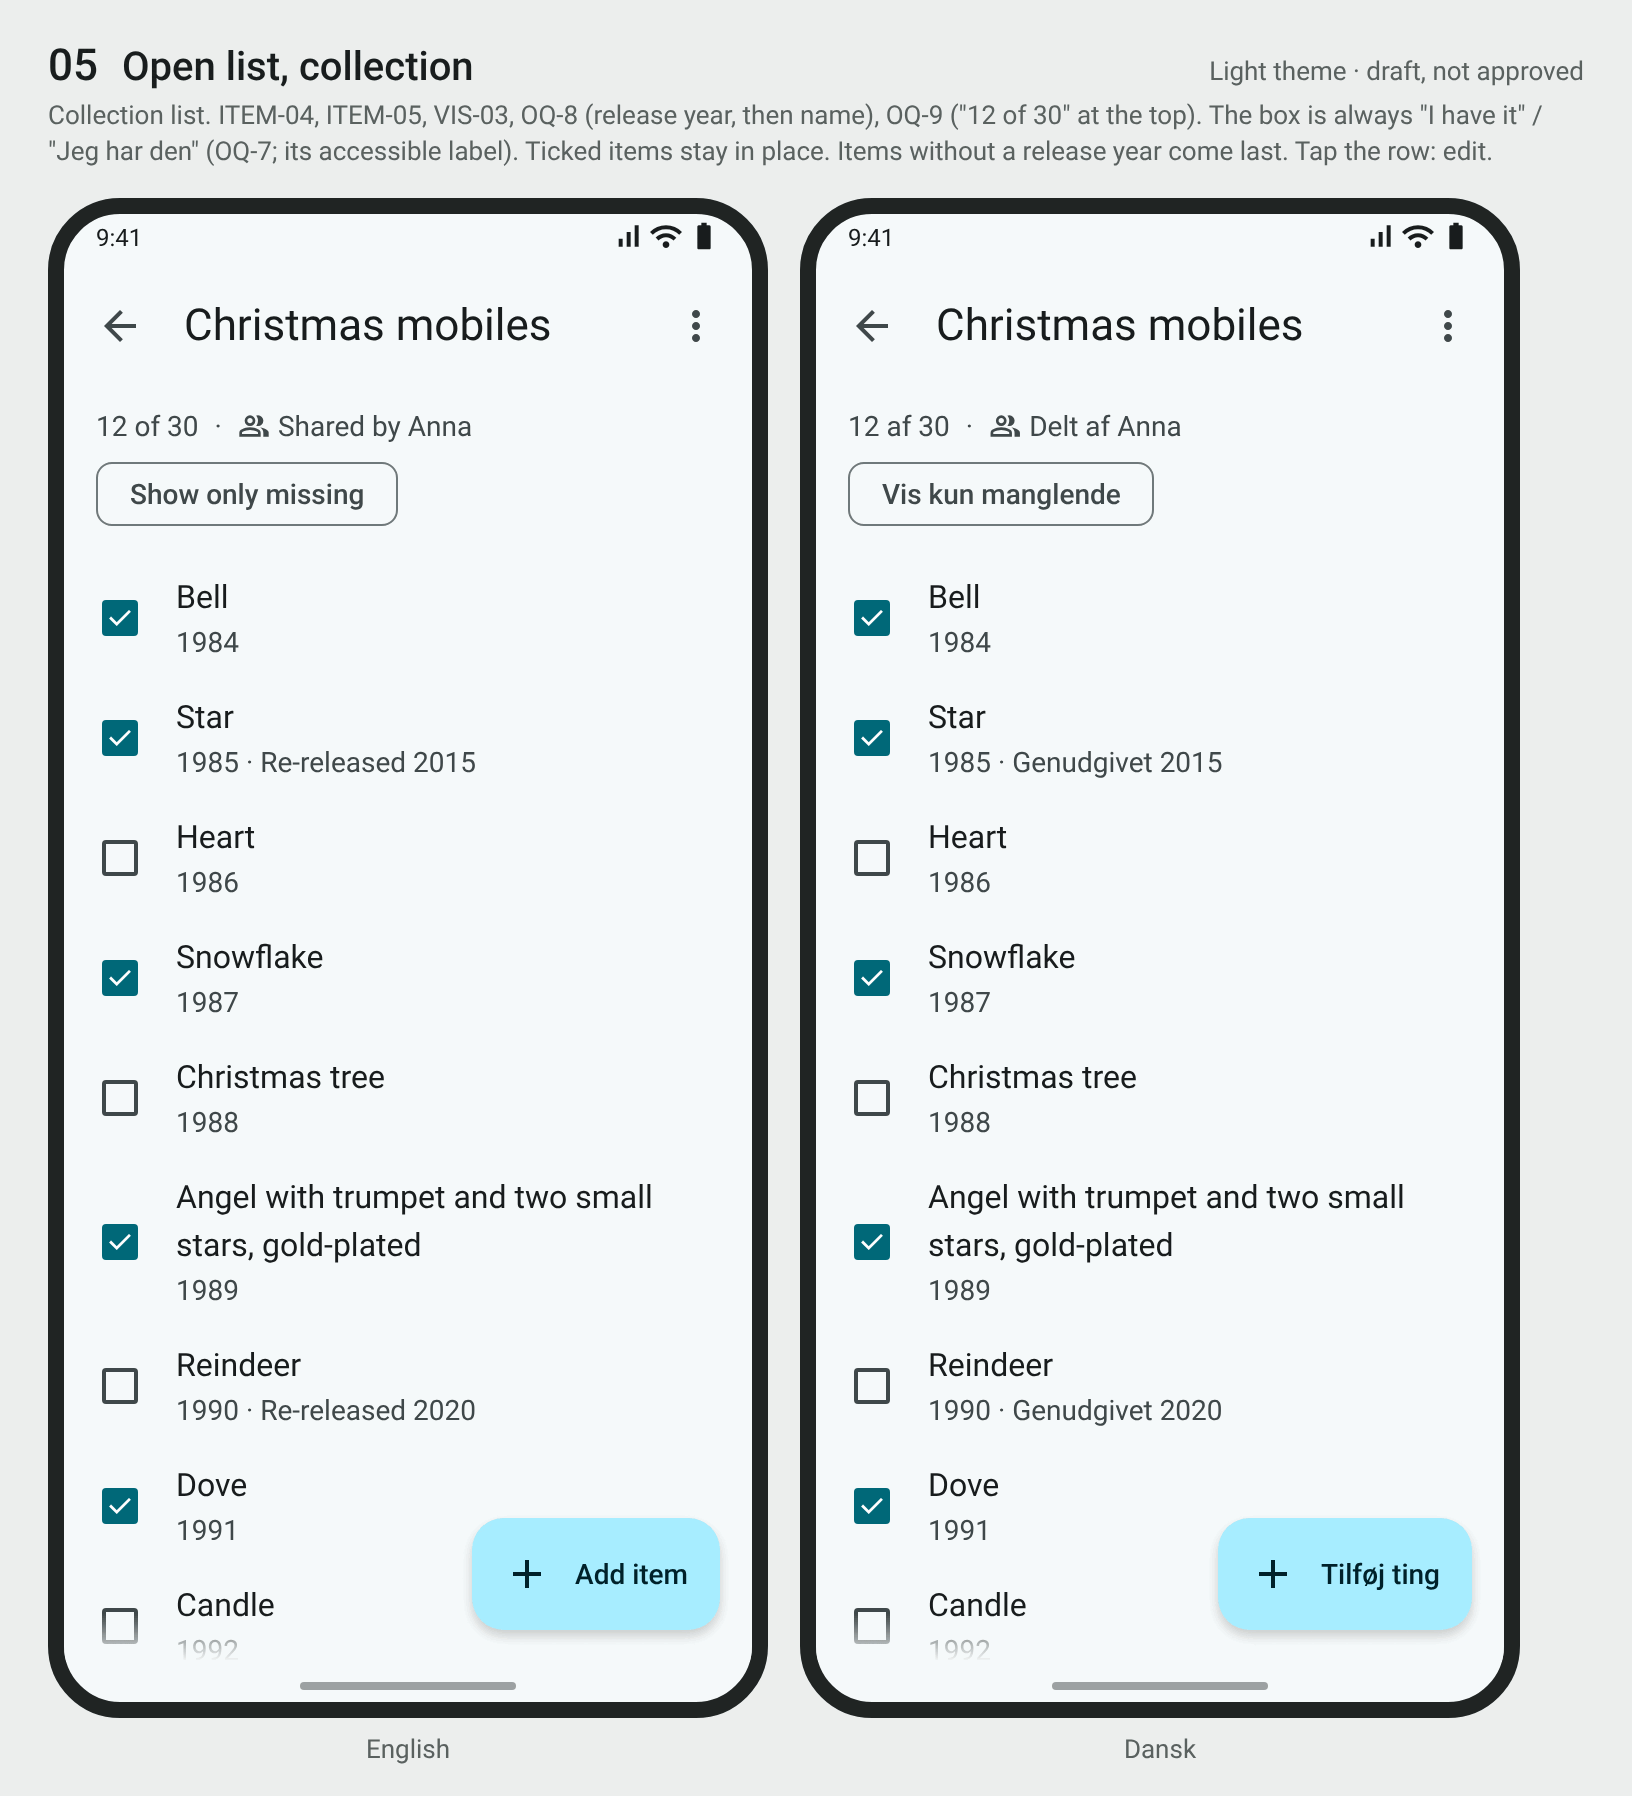 05 Open list, collection
Light theme · draft, not approved
Collection list. ITEM-04, ITEM-05, VIS-03, OQ-8 (release year, then name), OQ-9 ("12 of 30" at the top). The box is always "I have it" /
"Jeg har den" (OQ-7; its accessible label). Ticked items stay in place. Items without a release year come last. Tap the row: edit.
9:41
Christmas mobiles
12 of 30 · Shared by Anna
Show only missing
Bell
1984
Star
1985 · Re-released 2015
Heart
1986
Snowflake
1987
Christmas tree
1988
Angel with trumpet and two small
stars, gold-plated
1989
Reindeer
1990 · Re-released 2020
Dove
1991
Add item
Candle
1992
English
9:41
Christmas mobiles
12 af 30 · Delt af Anna
Vis kun manglende
Bell
1984
Star
1985 · Genudgivet 2015
Heart
1986
Snowflake
1987
Christmas tree
1988
Angel with trumpet and two small
stars, gold-plated
1989
Reindeer
1990 · Genudgivet 2020
Dove
1991
Tilføj ting
Candle
1992
Dansk